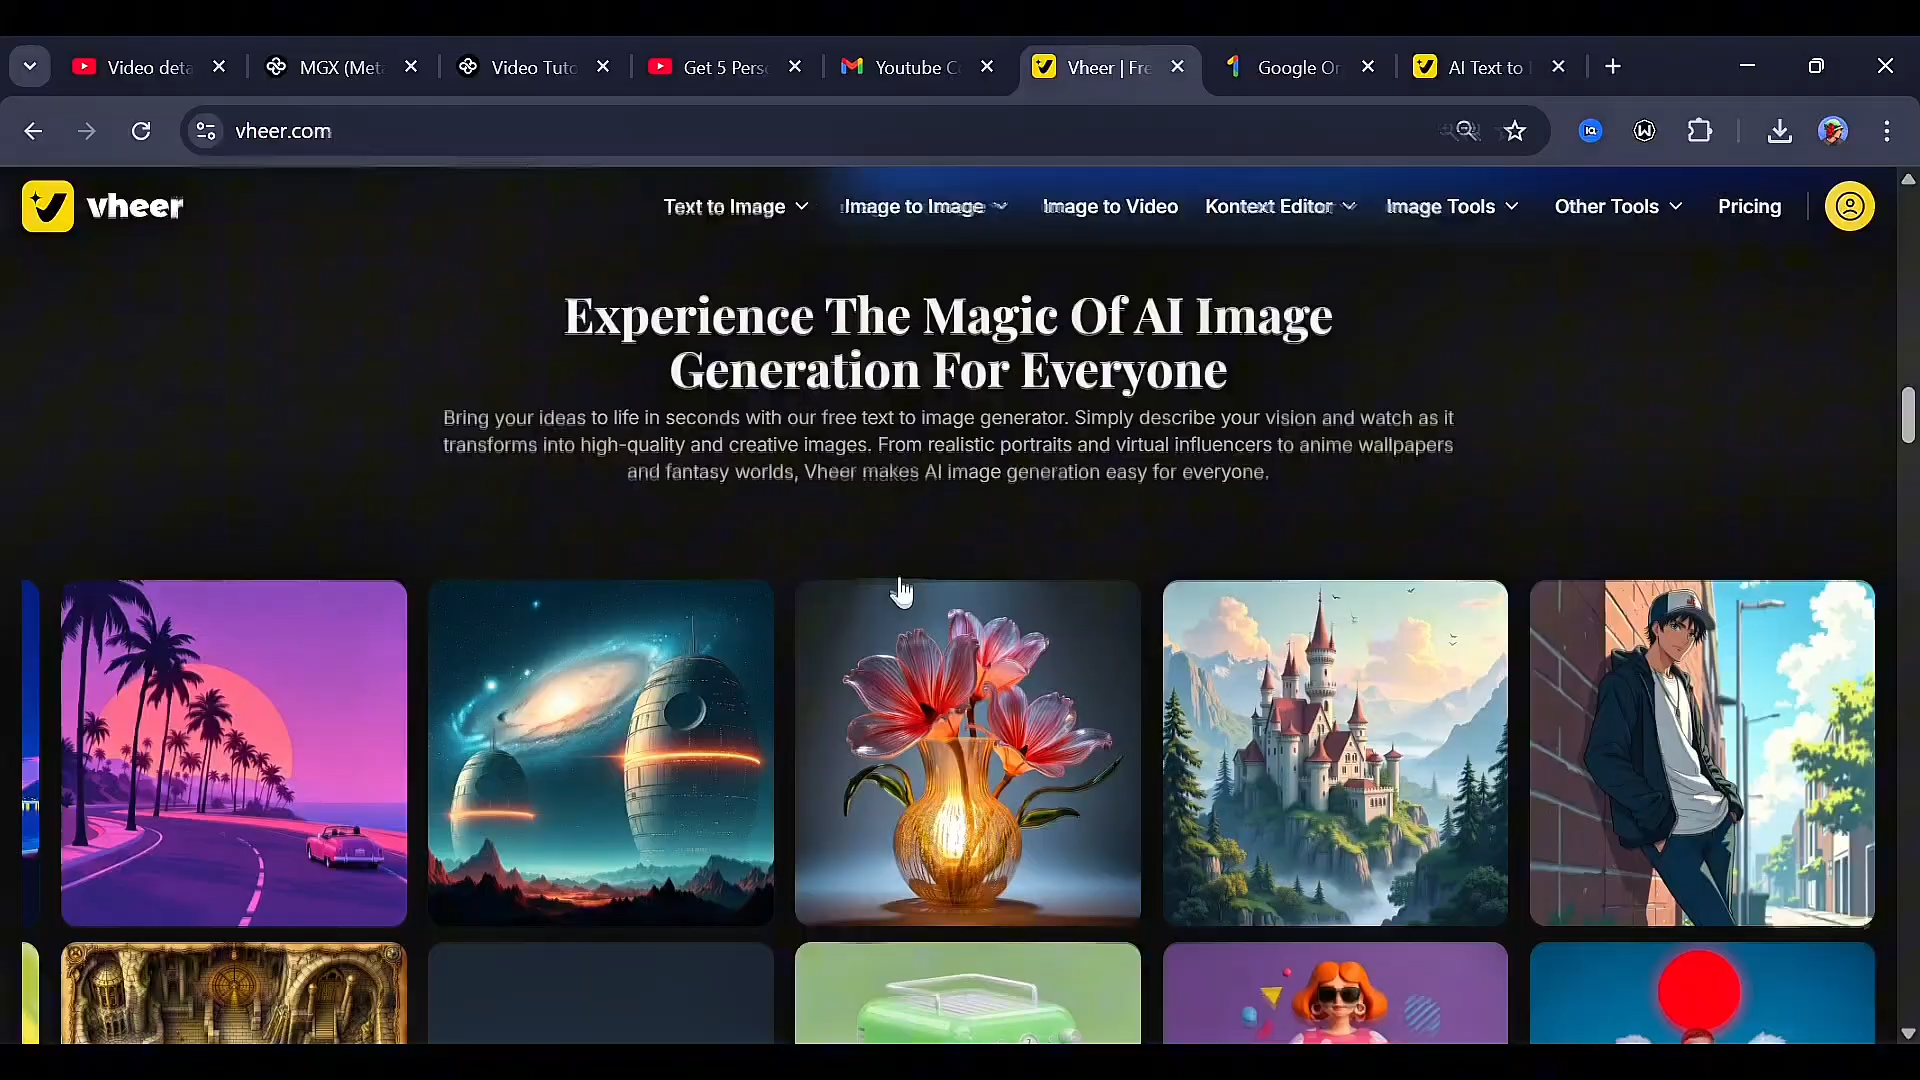 Video deta
MGX (Met
Video Tuto
Get 5 Pers
Youtube C
Vheer | Fre
Google On
AI Text to
vheer.com
vheer
Text to Image
Image to Image
Image to Video
Kontext Editor
Image Tools
Other Tools
Pricing
Experience The Magic Of AI Image
Generation For Everyone
Bring your ideas to life in seconds with our free text to image generator. Simply describe your vision and watch as it
transforms into high-quality and creative images. From realistic portraits and virtual influencers to anime wallpapers
and fantasy worlds, Vheer makes AI image generation easy for everyone.